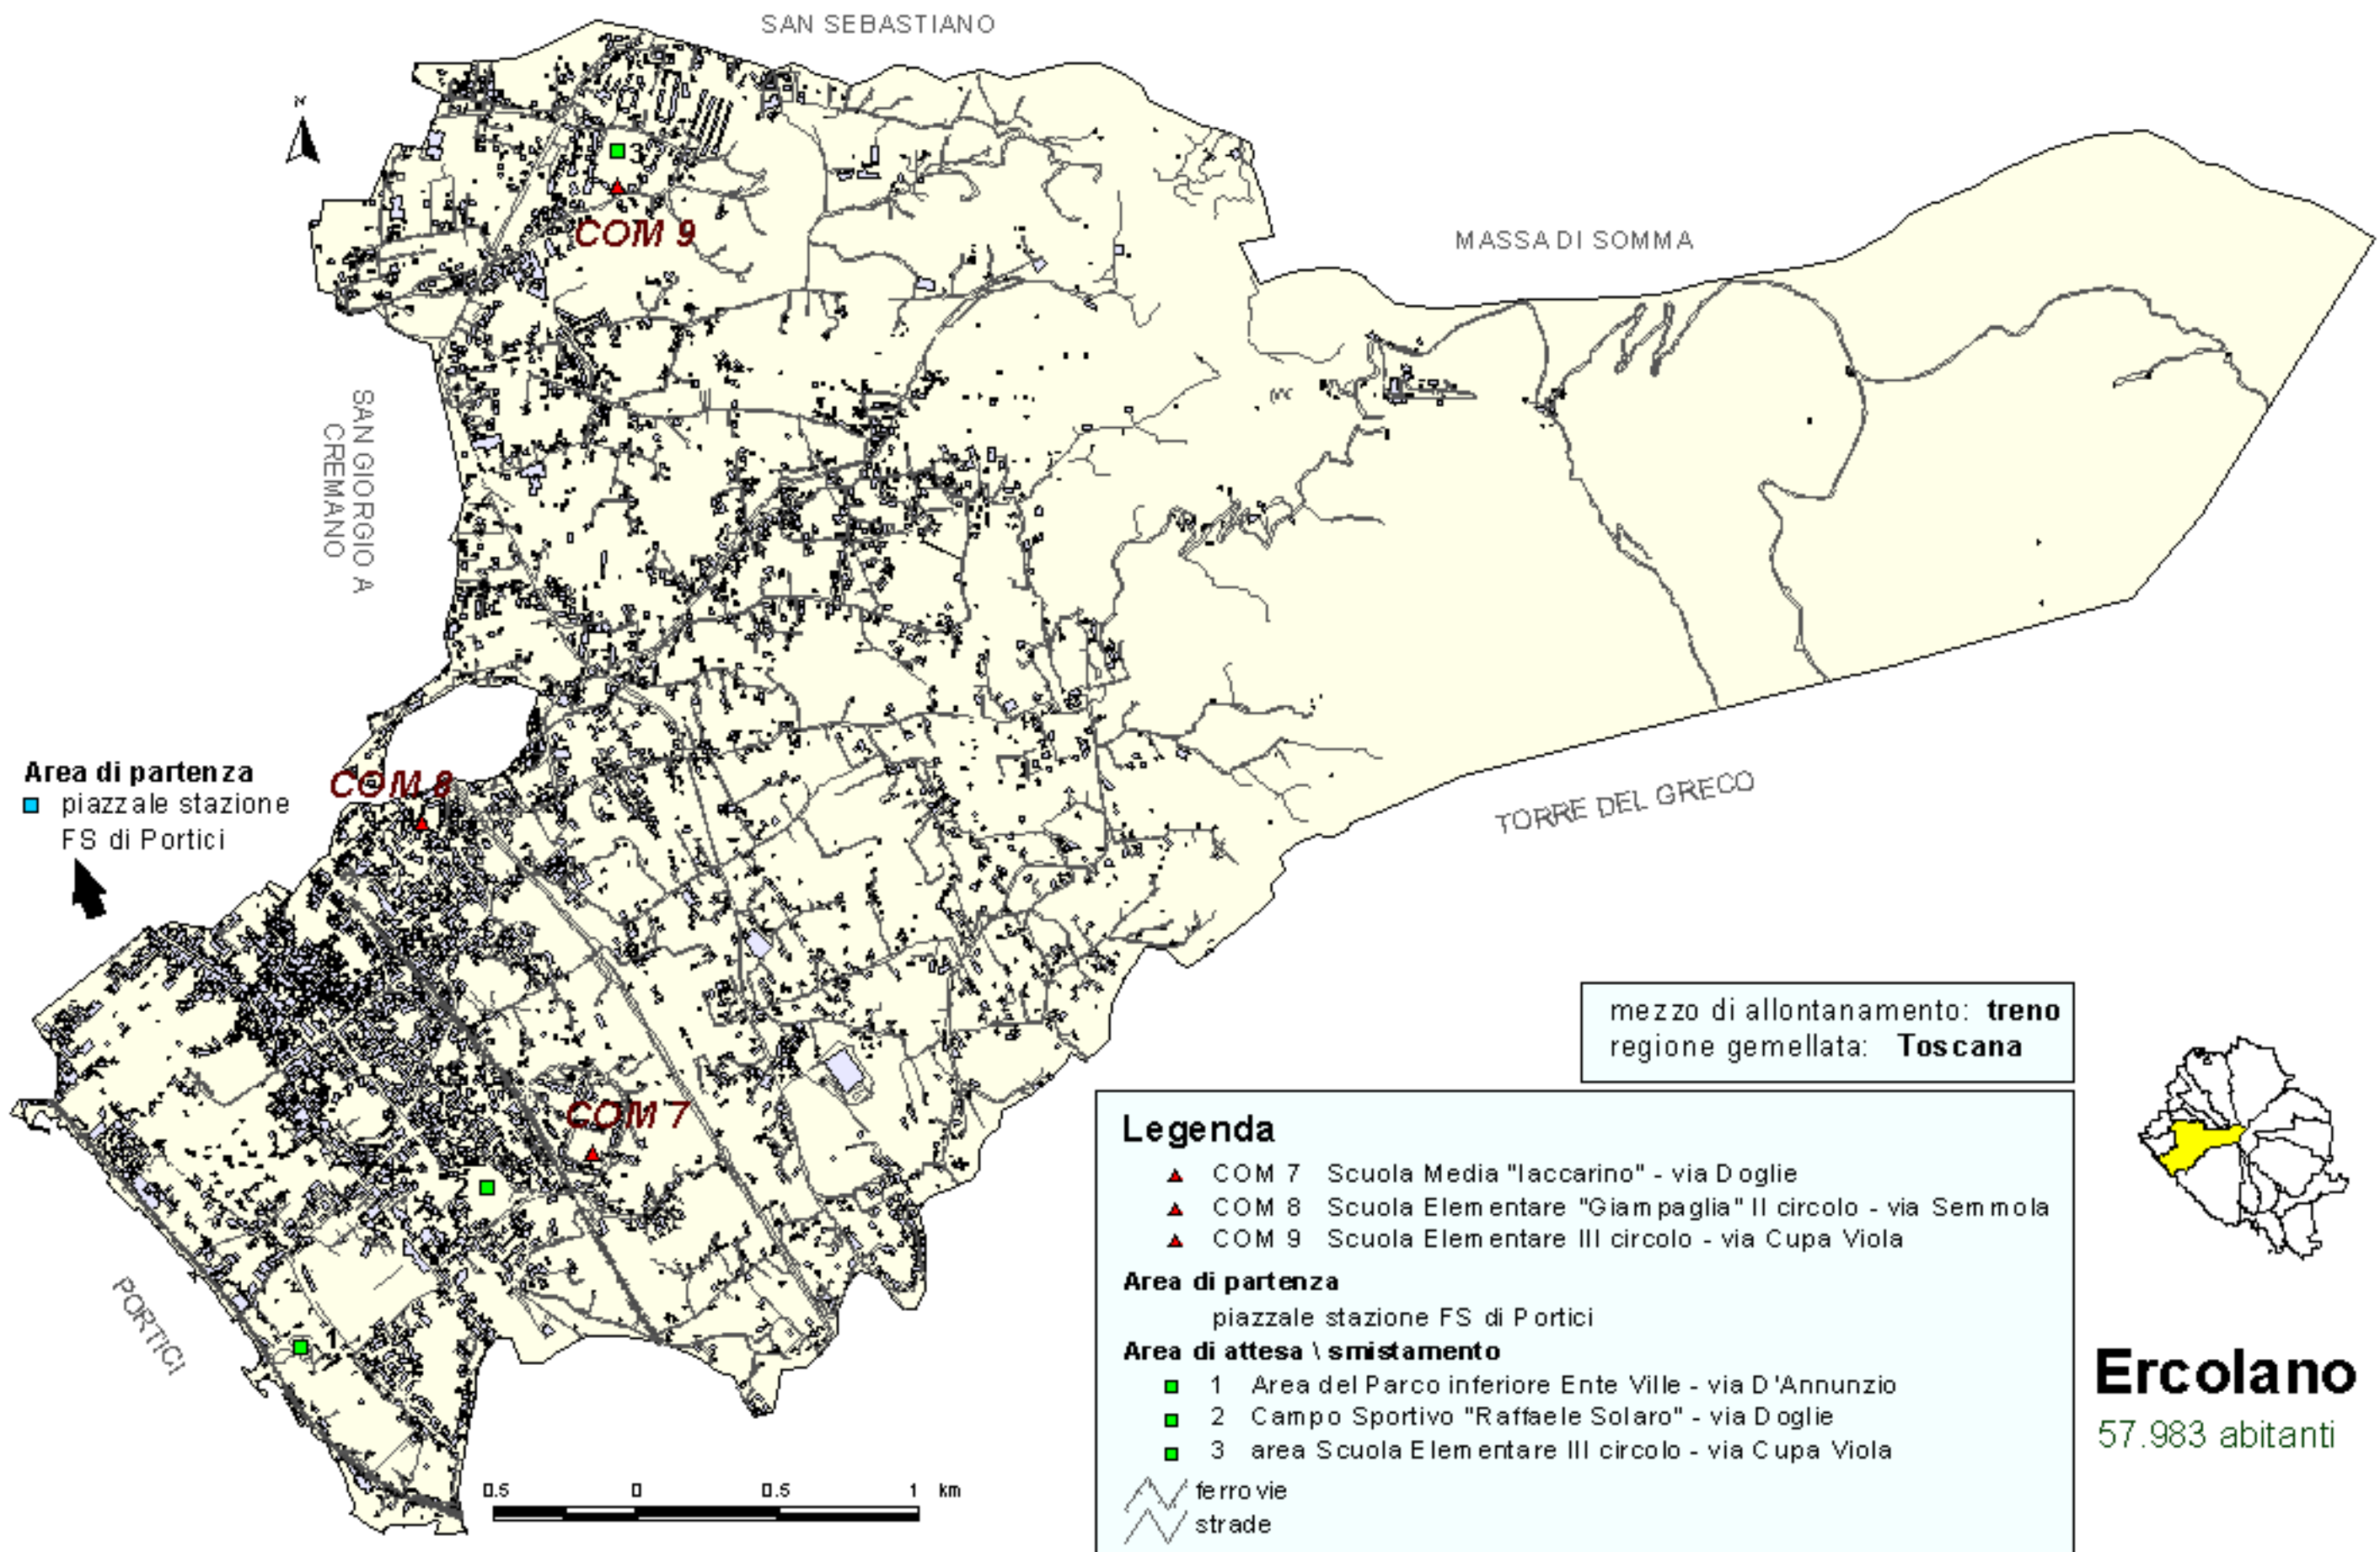 SAN SEBASTIANO
N
3
COM 9
MASSA DI SOMMA
SAN GIORGIO A
CREMANO
Area di partenza
piazzale stazione
FS di Portici
COM 8
TORRE DEL GRECO
COM 7
2
1
PORTICI
0.5 0 0.5 1 km
mezzo di allontanamento: treno
regione gemellata: Toscana
Legenda
COM 7 Scuola Media "Iaccarino" - via Doglie
COM 8 Scuola Elementare "Giampaglia" II circolo - via Semmola
COM 9 Scuola Elementare III circolo - via Cupa Viola
Area di partenza
piazzale stazione FS di Portici
Area di attesa \ smistamento
1 Area del Parco inferiore Ente Ville - via D'Annunzio
2 Campo Sportivo "Raffaele Solaro" - via Doglie
3 area Scuola Elementare III circolo - via Cupa Viola
ferrovie
strade
Ercolano
57.983 abitanti